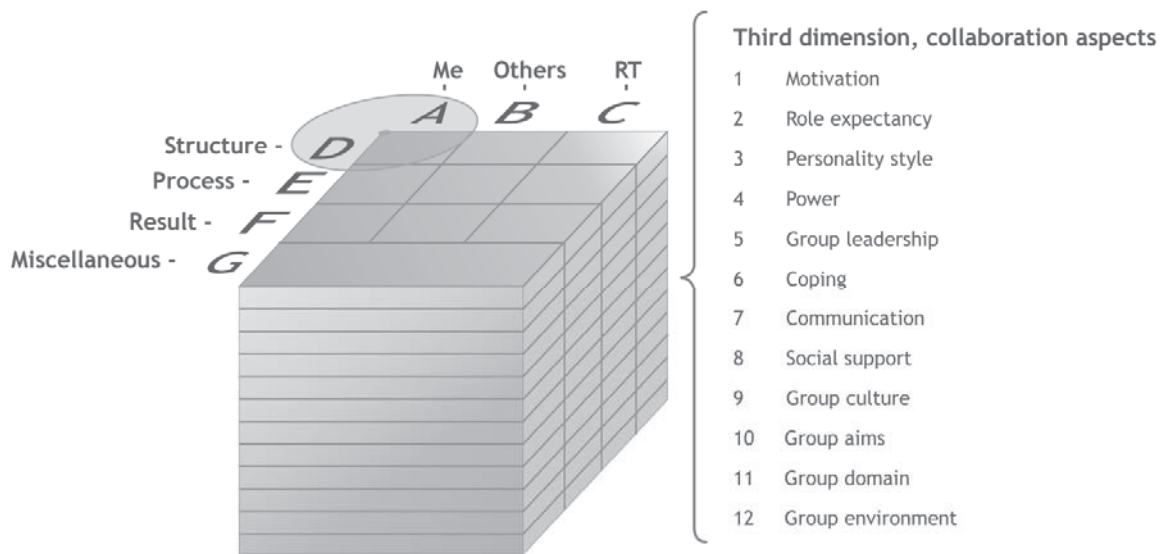 Third dimension, collaboration aspects
Me Others RT
A B C
Structure - D
Process - E
Result - F
Miscellaneous - G
1 Motivation
2 Role expectancy
3 Personality style
4 Power
5 Group leadership
6 Coping
7 Communication
8 Social support
9 Group culture
10 Group aims
11 Group domain
12 Group environment